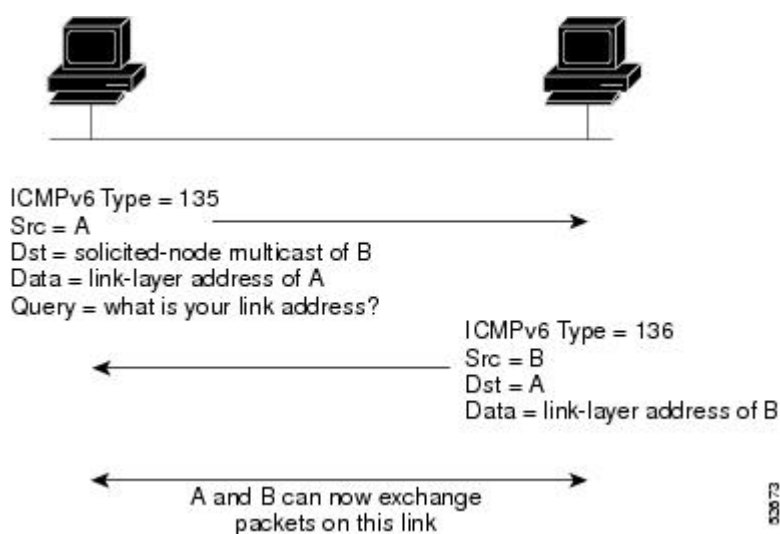 ICMPv6 Type = 135
Src = A
Dst = solicited-node multicast of B
Data = link-layer address of A
Query = what is your link address?
ICMPv6 Type = 136
Src = B
Dst = A
Data = link-layer address of B
A and B can now exchange
packets on this link
52673